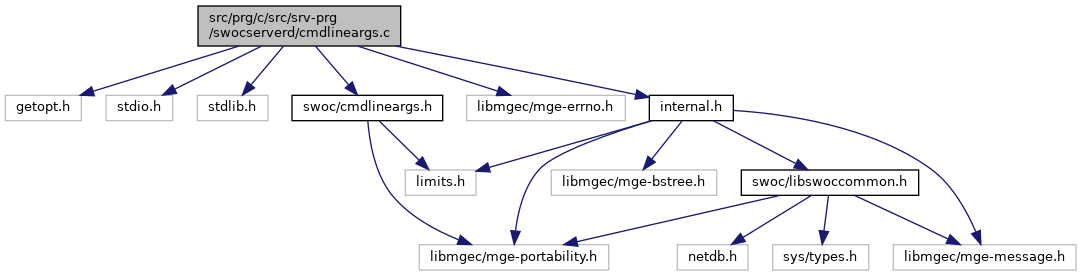 src/prg/c/src/srv-prg
/swocserverd/cmdlineargs.c
getopt.h
stdio.h
stdlib.h
swoc/cmdlineargs.h
libmgec/mge-errno.h
internal.h
limits.h
libmgec/mge-bstree.h
swoc/libswoccommon.h
libmgec/mge-portability.h
netdb.h
sys/types.h
libmgec/mge-message.h